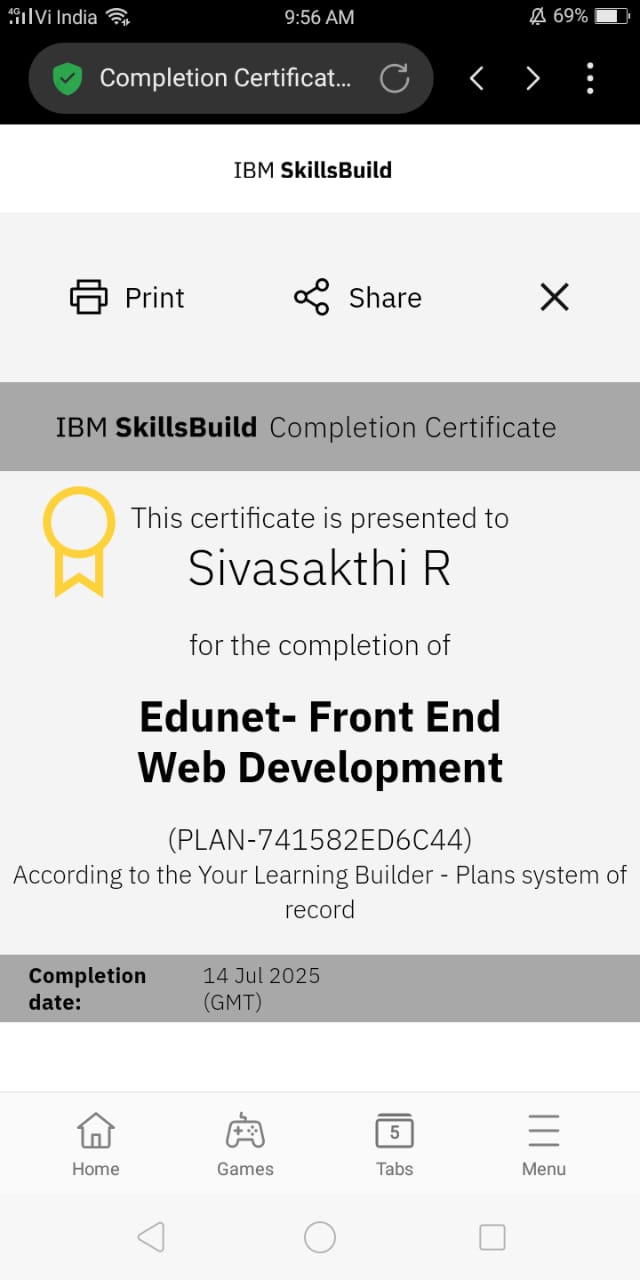 4G Vi India 9:56 AM 69%
Completion Certificat...
IBM SkillsBuild
Print Share
IBM SkillsBuild Completion Certificate
This certificate is presented to
Sivasakthi R
for the completion of
Edunet- Front End
Web Development
(PLAN-741582ED6C44)
According to the Your Learning Builder - Plans system of
record
Completion 14 Jul 2025
date: (GMT)
5
Home Games Tabs Menu